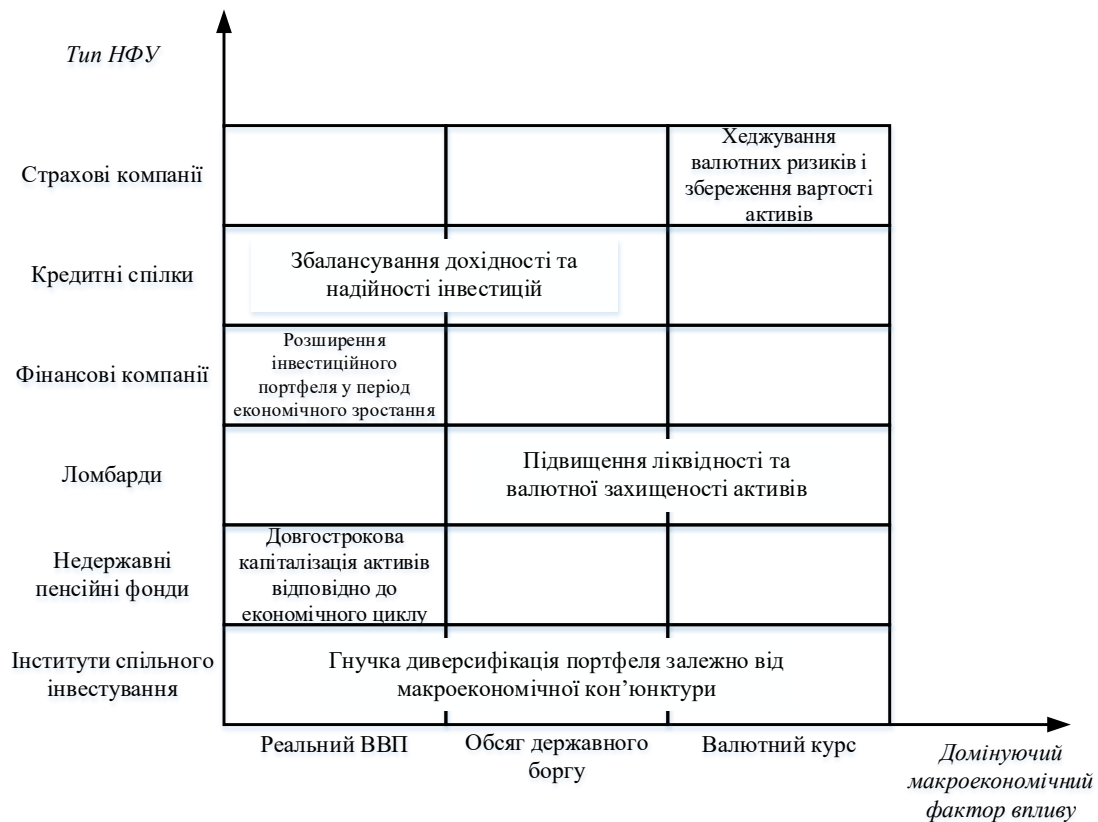 Тип НФУ
Страхові компанії
Хеджування
валютних ризиків і
збереження вартості
активів
Кредитні спілки
Збалансування дохідності та
надійності інвестицій
Фінансові компанії
Розширення
інвестиційного
портфеля у період
економічного зростання
Ломбарди
Підвищення ліквідності та
валютної захищеності активів
Недержавні
пенсійні фонди
Довгострокова
капіталізація активів
відповідно до
економічного циклу
Інститути спільного
інвестування
Гнучка диверсифікація портфеля залежно від
макроекономічної кон’юнктури
Реальний ВВП
Обсяг державного
боргу
Валютний курс
Домінуючий
макроекономічний
фактор впливу